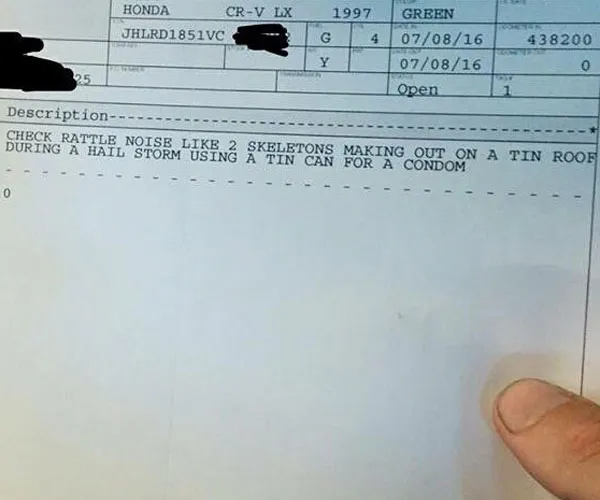 HONDA CR-V LX 1997 GREEN
JHLRD1851VC G 4 07/08/16 438200
Y 07/08/16 0
25 Open 1
Description------------------------------------------------*
CHECK RATTLE NOISE LIKE 2 SKELETONS MAKING OUT ON A TIN ROOF
DURING A HAIL STORM USING A TIN CAN FOR A CONDOM
- - - - - - - - - - - - - - - - - - - - - - - - - - - - - -
0